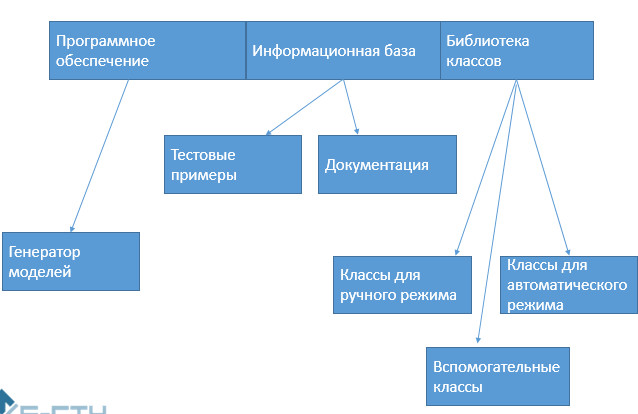 Программное
обеспечение
Информационная база
Библиотека
классов
Тестовые
примеры
Документация
Генератор
моделей
Классы для
ручного режима
Классы для
автоматического
режима
Вспомогательные
классы